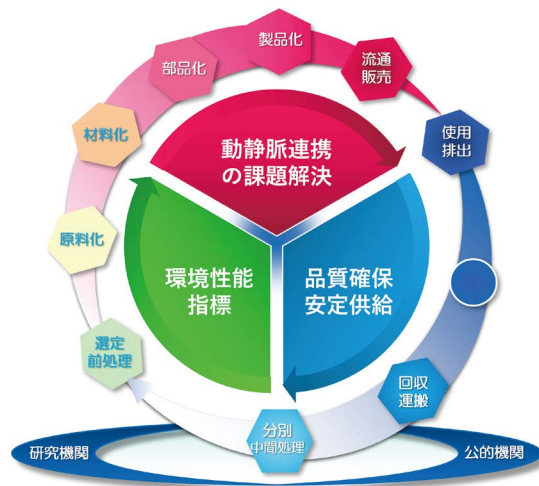 製品化
部品化
流通
販売
材料化
動静脈連携
の課題解決
使用
排出
原料化
環境性能
指標
品質確保
安定供給
選定
前処理
回収
運搬
分別
中間処理
研究機関
公的機関